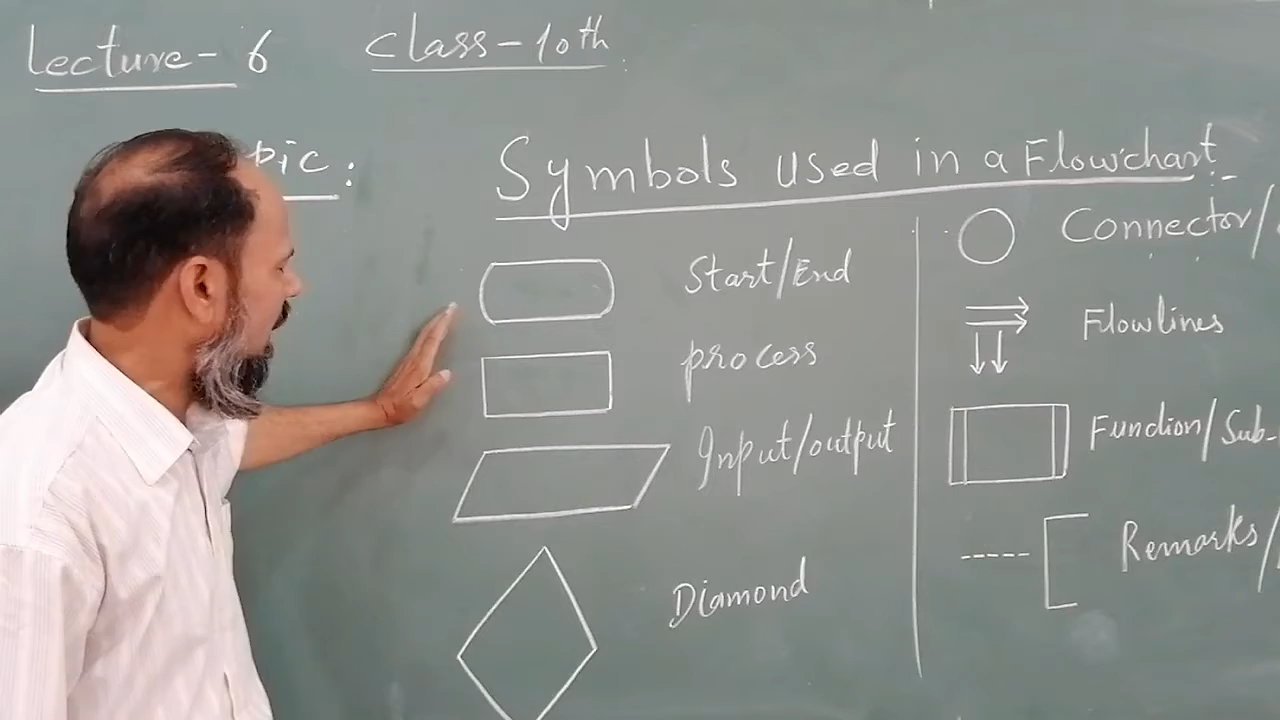 Lecture - 6 Class - 10th
pic :
Symbols used in a Flowchart :-
Start/End
process
Input/output
Diamond
Connector/
Flowlines
Function/Sub-
Remarks/